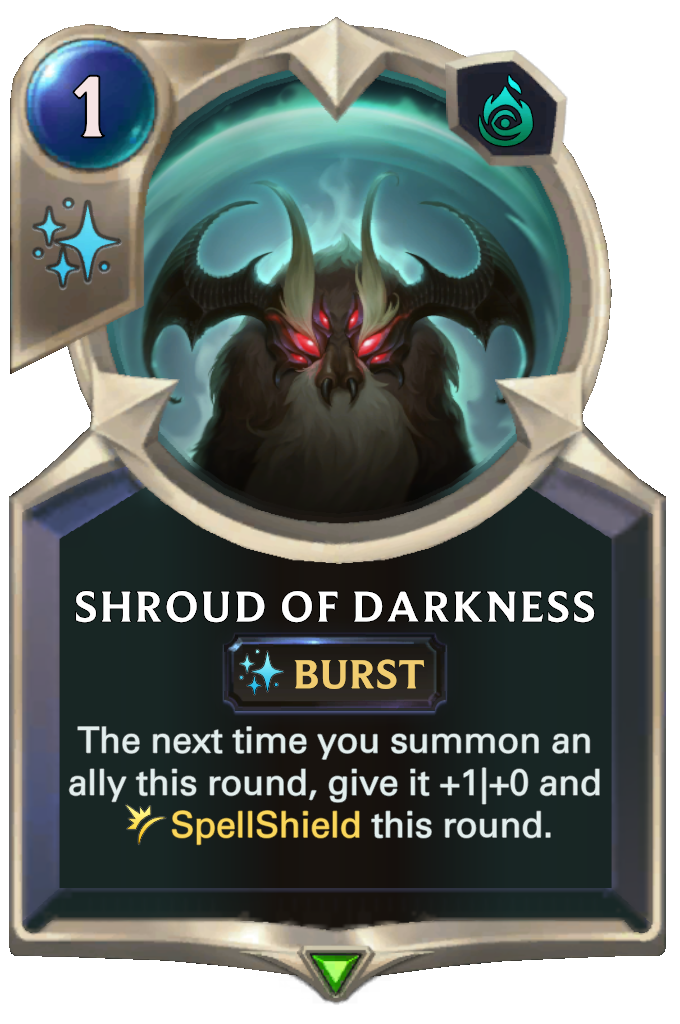 1
SHROUD OF DARKNESS
BURST
The next time you summon an
ally this round, give it +1|+0 and
SpellShield this round.